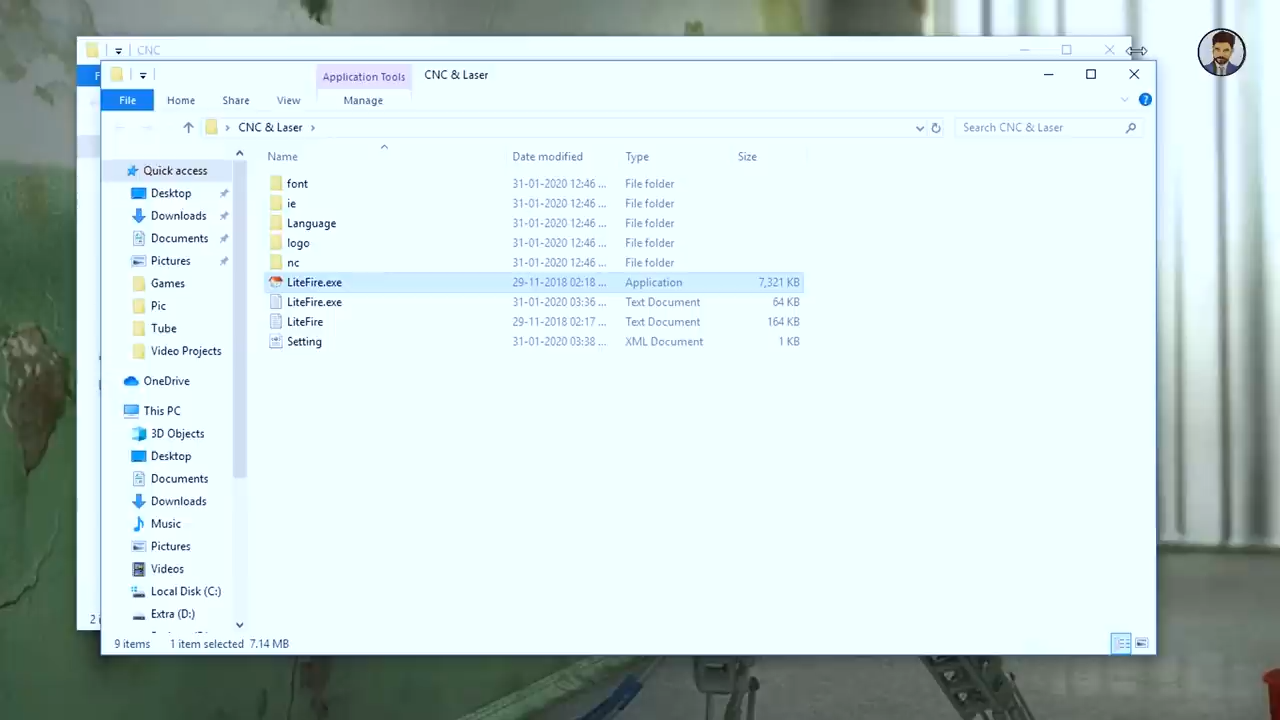 CNC
F
Application Tools
CNC & Laser
File
Home
Share
View
Manage
CNC & Laser
Search CNC & Laser
Name
Date modified
Type
Size
Quick access
Desktop
Downloads
Documents
Pictures
Games
Pic
Tube
Video Projects
OneDrive
This PC
3D Objects
Desktop
Documents
Downloads
Music
Pictures
Videos
Local Disk (C:)
Extra (D:)
font 31-01-2020 12:46 ... File folder
ie 31-01-2020 12:46 ... File folder
Language 31-01-2020 12:46 ... File folder
logo 31-01-2020 12:46 ... File folder
nc 31-01-2020 12:46 ... File folder
LiteFire.exe 29-11-2018 02:18 ... Application 7,321 KB
LiteFire.exe 31-01-2020 03:36 ... Text Document 64 KB
LiteFire 29-11-2018 02:17 ... Text Document 164 KB
Setting 31-01-2020 03:38 ... XML Document 1 KB
2
9 items 1 item selected 7.14 MB